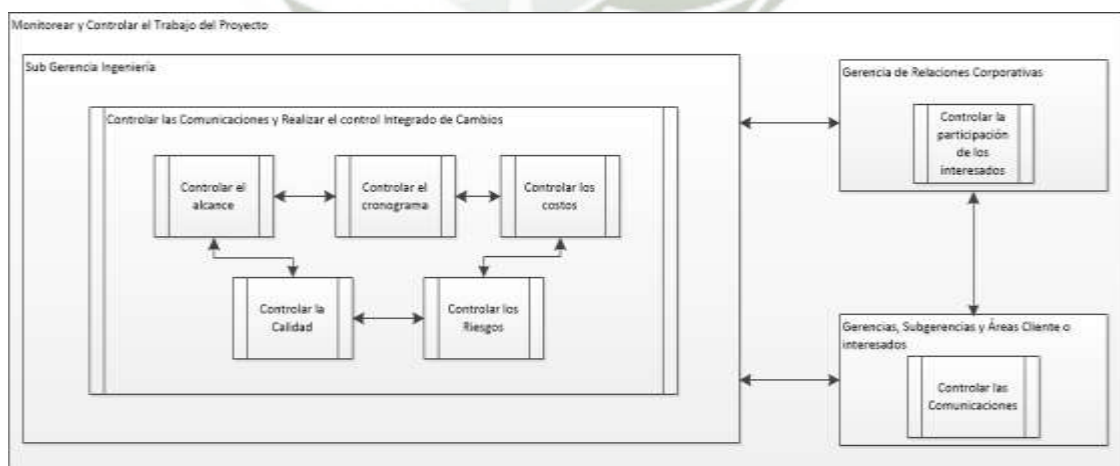 Monitorear y Controlar el Trabajo del Proyecto
Sub Gerencia Ingeniería
Controlar las Comunicaciones y Realizar el control Integrado de Cambios
Controlar el
alcance
Controlar el
cronograma
Controlar los
costos
Controlar la
Calidad
Controlar los
Riesgos
Gerencia de Relaciones Corporativas
Controlar la
participación
de los
interesados
Gerencias, Subgerencias y Áreas Cliente o
interesados
Controlar las
Comunicaciones